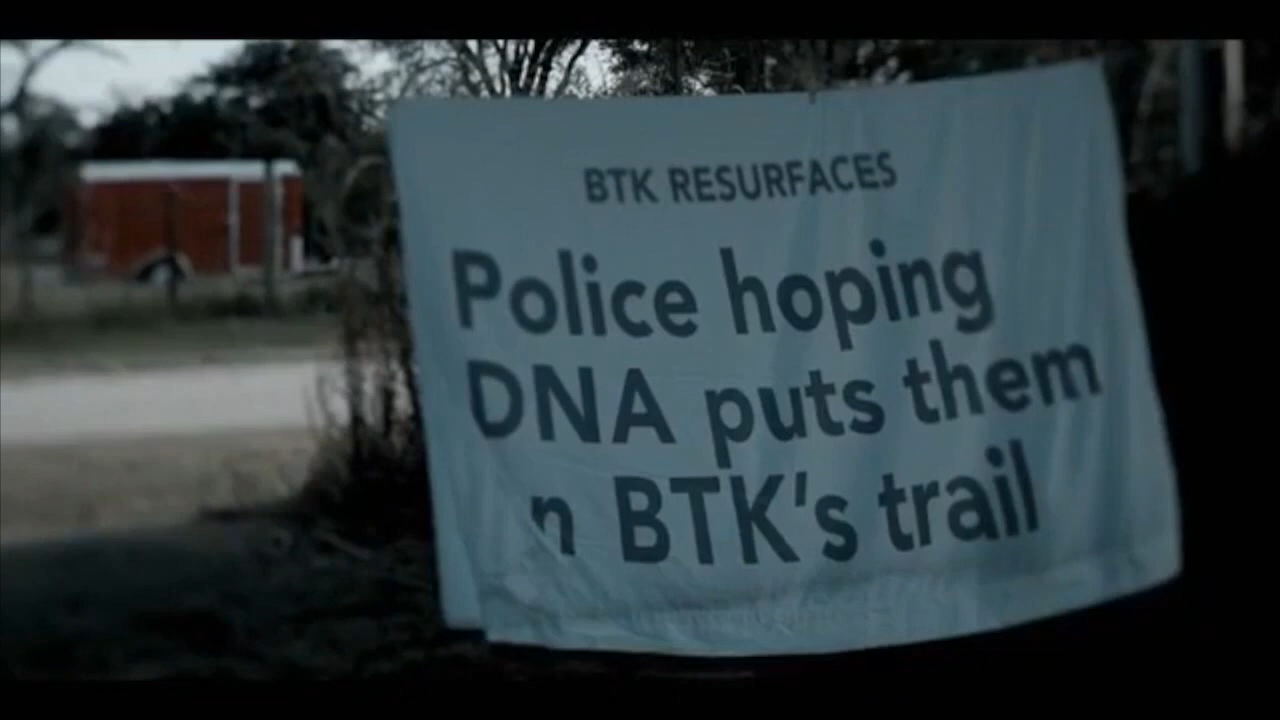 BTK RESURFACES
Police hoping
DNA puts them
n BTK's trail